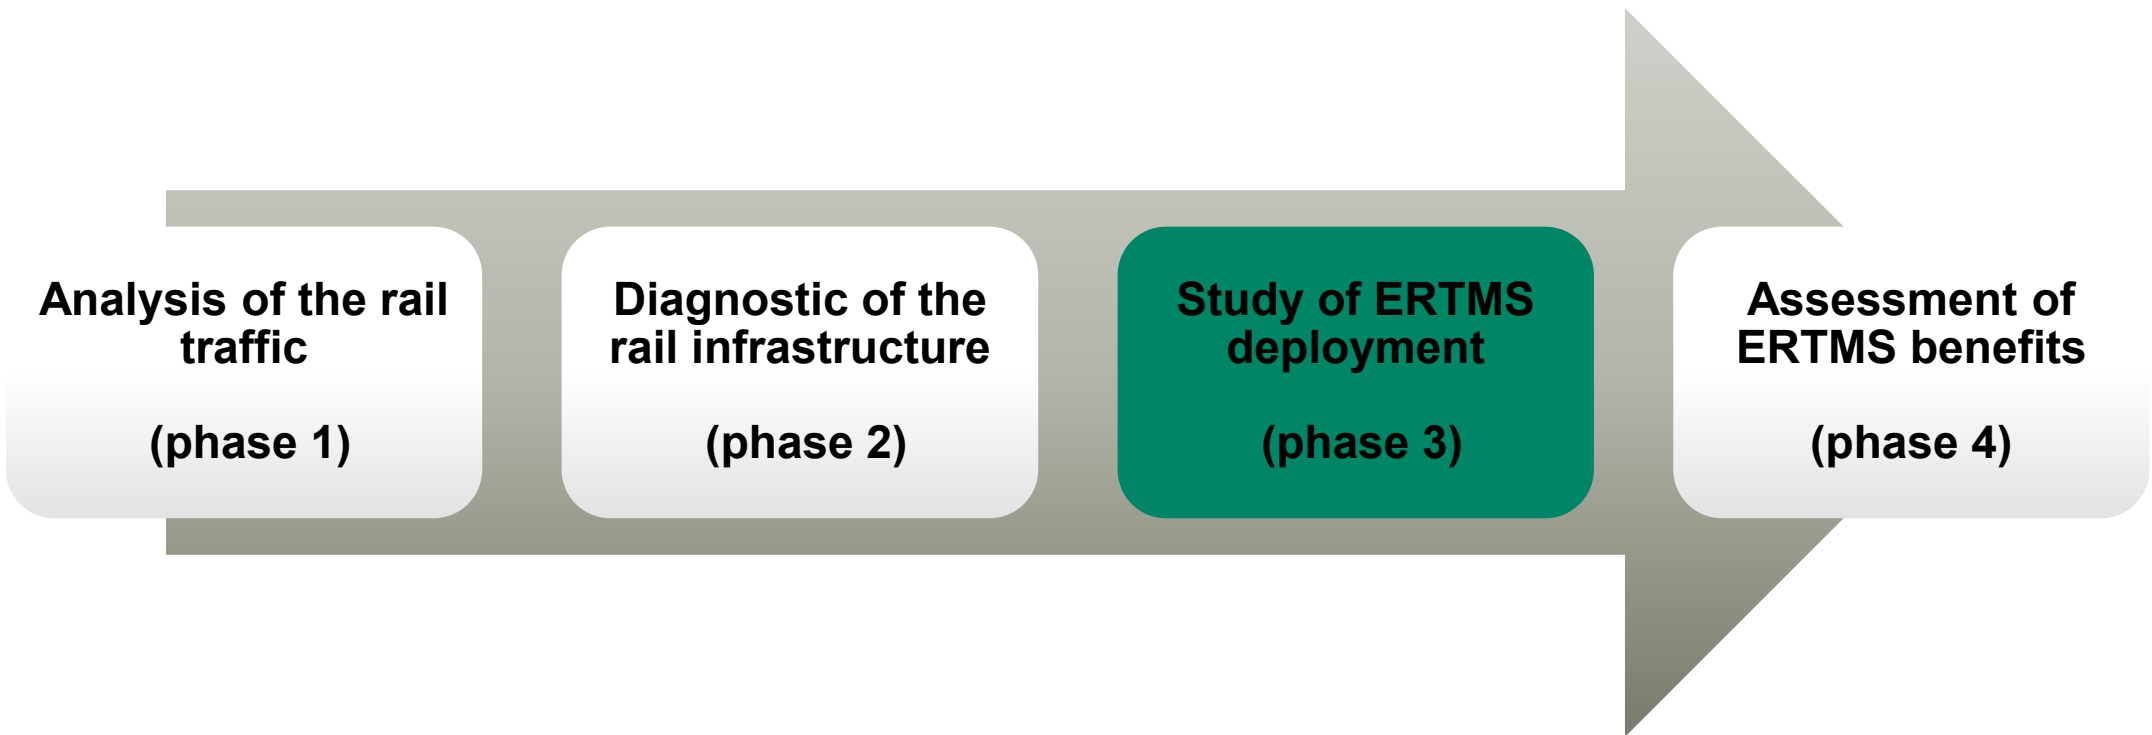 Analysis of the rail
traffic
(phase 1)
Diagnostic of the
rail infrastructure
(phase 2)
Study of ERTMS
deployment
(phase 3)
Assessment of
ERTMS benefits
(phase 4)